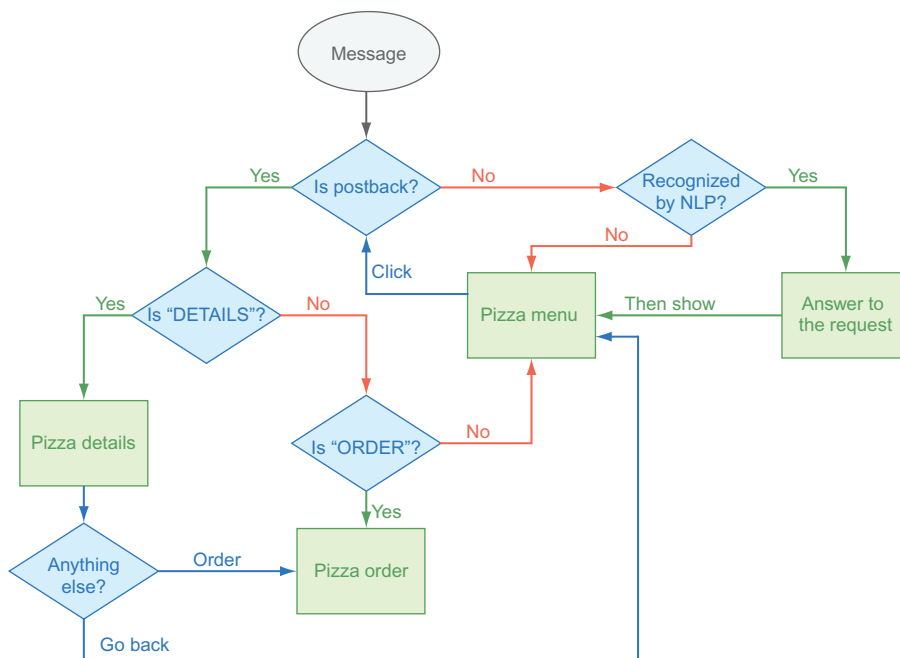 Message
Yes
Is postback?
No
Recognized
by NLP?
Yes
No
Click
Yes
Is “DETAILS”?
No
Pizza menu
Then show
Answer to
the request
Pizza details
Is “ORDER”?
No
Yes
Anything
else?
Order
Pizza order
Go back